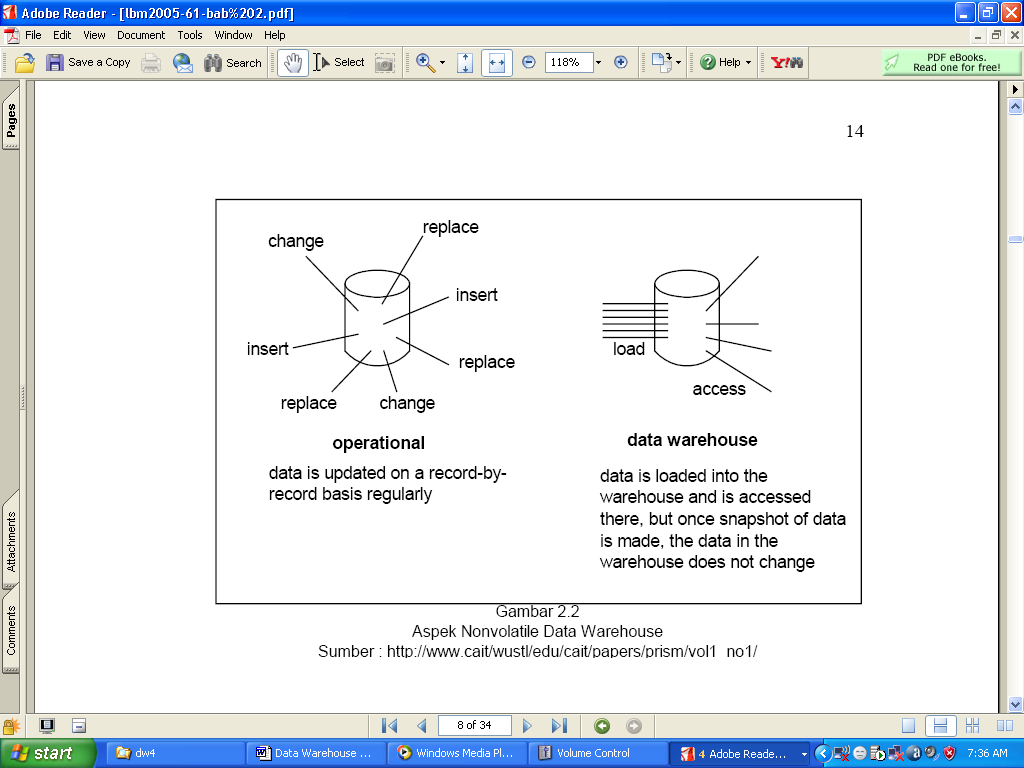 Adobe Reader - [lbm2005-61-bab%202.pdf]
File Edit View Document Tools Window Help
Save a Copy Search Select 118% Help Y! PDF eBooks.
Read one for free!
Pages
Attachments
Comments
14
change replace
insert
insert
replace
replace change
operational
data is updated on a record-by-
record basis regularly
load
access
data warehouse
data is loaded into the
warehouse and is accessed
there, but once snapshot of data
is made, the data in the
warehouse does not change
Gambar 2.2
Aspek Nonvolatile Data Warehouse
Sumber : http://www.cait/wustl/edu/cait/papers/prism/vol1_no1/
8 of 34
start dw4 Data Warehouse ... Windows Media Pl... Volume Control 4 Adobe Reade... 7:36 AM